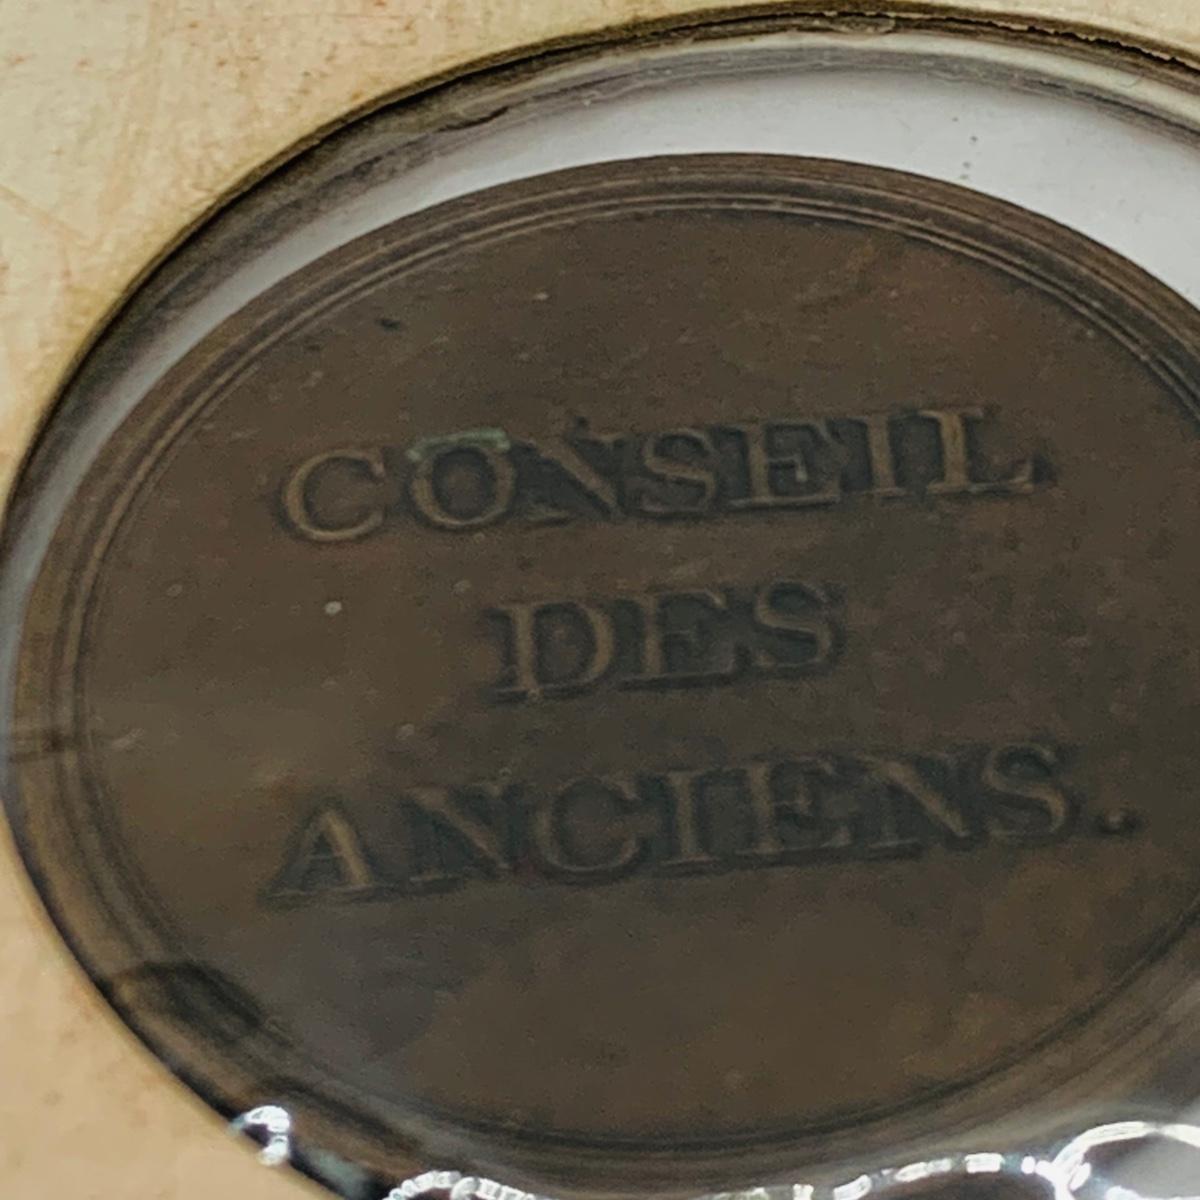 CONSEIL
DES
ANCIENS.